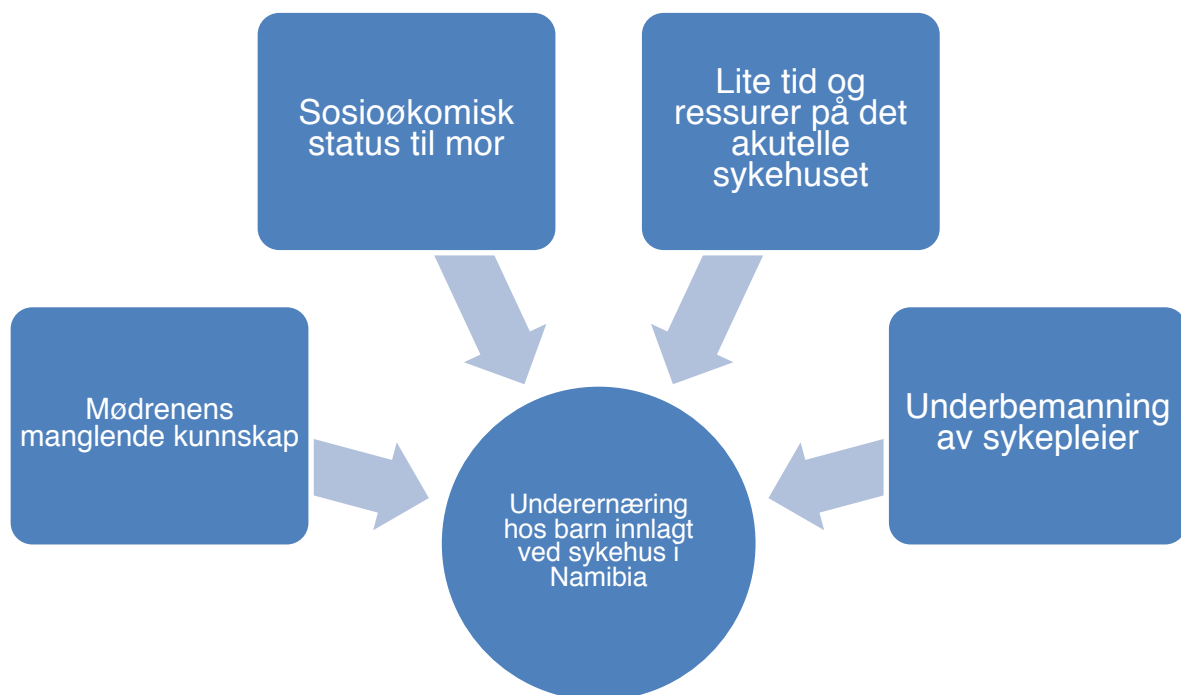 Sosioøkomisk
status til mor
Lite tid og
ressurer på det
akutelle
sykehuset
Mødrenens
manglende kunnskap
Underbemanning
av sykepleier
Underernæring
hos barn innlagt
ved sykehus i
Namibia